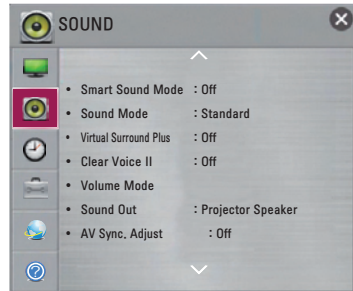 SOUND
• Smart Sound Mode : Off
• Sound Mode : Standard
• Virtual Surround Plus : Off
• Clear Voice II : Off
• Volume Mode
• Sound Out : Projector Speaker
• AV Sync. Adjust : Off